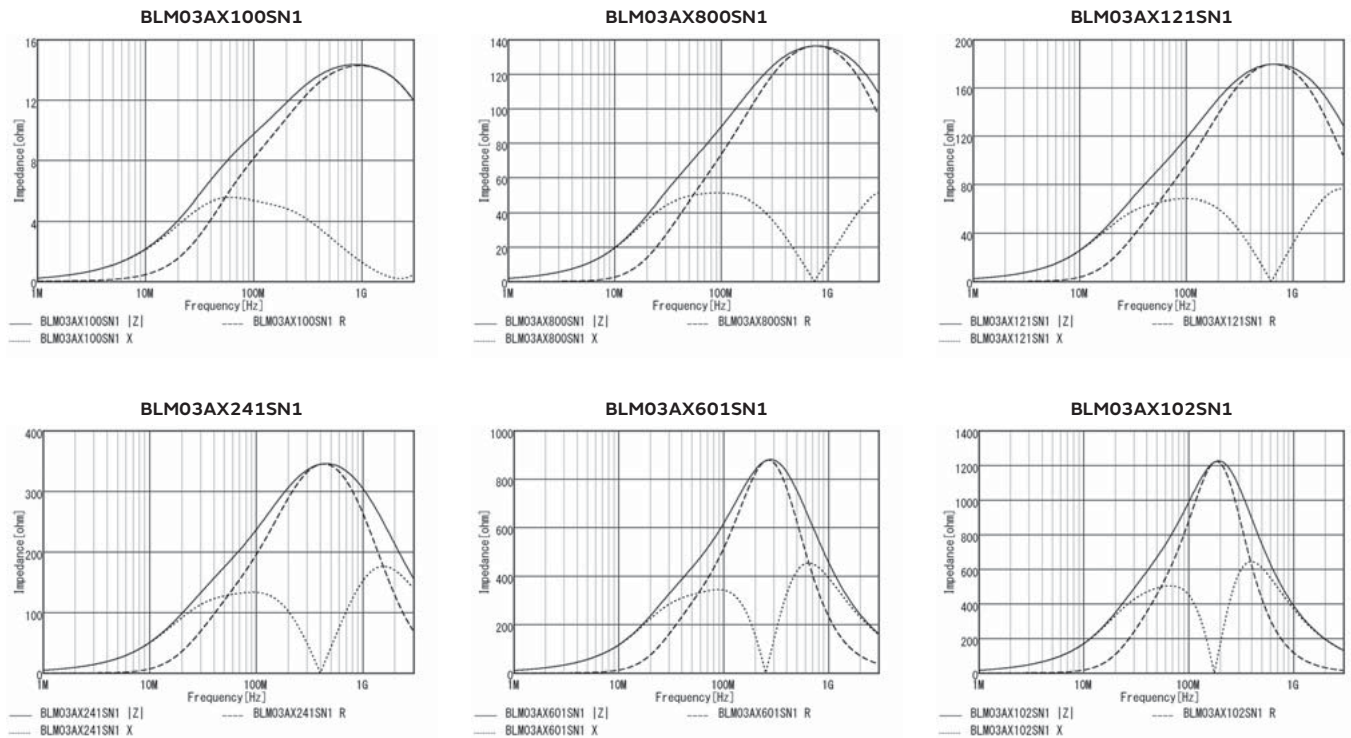 BLM03AX100SN1
Impedance[ohm]
16
12
8
4
0
1M 10M 100M 1G
Frequency[Hz]
BLM03AX100SN1 |Z| BLM03AX100SN1 R
BLM03AX100SN1 X
BLM03AX800SN1
Impedance[ohm]
140
120
100
80
60
40
20
0
1M 10M 100M 1G
Frequency[Hz]
BLM03AX800SN1 |Z| BLM03AX800SN1 R
BLM03AX800SN1 X
BLM03AX121SN1
Impedance[ohm]
200
160
120
80
40
0
1M 10M 100M 1G
Frequency[Hz]
BLM03AX121SN1 |Z| BLM03AX121SN1 R
BLM03AX121SN1 X
BLM03AX241SN1
Impedance[ohm]
400
300
200
100
0
1M 10M 100M 1G
Frequency[Hz]
BLM03AX241SN1 |Z| BLM03AX241SN1 R
BLM03AX241SN1 X
BLM03AX601SN1
Impedance[ohm]
1000
800
600
400
200
0
1M 10M 100M 1G
Frequency[Hz]
BLM03AX601SN1 |Z| BLM03AX601SN1 R
BLM03AX601SN1 X
BLM03AX102SN1
Impedance[ohm]
1400
1200
1000
800
600
400
200
0
1M 10M 100M 1G
Frequency[Hz]
BLM03AX102SN1 |Z| BLM03AX102SN1 R
BLM03AX102SN1 X